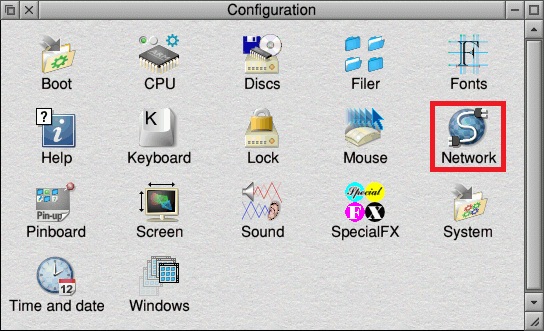 Configuration
Boot CPU Discs Filer Fonts
? i K S
Help Keyboard Lock Mouse Network
Pin-up Special FX
Pinboard Screen Sound SpecialFX System
12
Time and date Windows